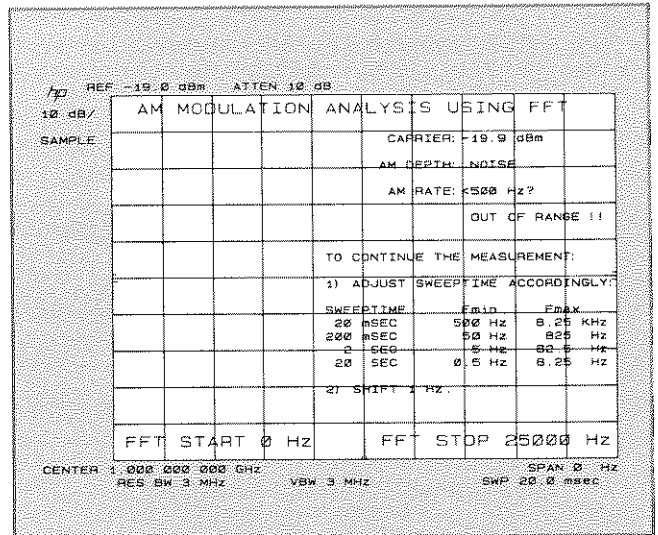 hp REF -19.0 dBm ATTEN 10 dB
10 dB/
AM MODULATION ANALYSIS USING FFT
SAMPLE
CARRIER: -19.9 dBm
AM DEPTH: NOISE
AM RATE: <500 Hz?
OUT OF RANGE !!
TO CONTINUE THE MEASUREMENT:
1) ADJUST SWEEPTIME ACCORDINGLY:
SWEEPTIME Fmin Fmax
20 mSEC 500 Hz 8.25 KHz
200 mSEC 50 Hz 825 Hz
2 SEC 5 Hz 82.5 Hz
20 SEC 0.5 Hz 8.25 Hz
2) SHIFT 1 Hz.
FFT START 0 Hz FFT STOP 25000 Hz
CENTER 1.000 000 000 GHz SPAN 0 Hz
RES BW 3 MHz VBW 3 MHz SWP 20.0 msec